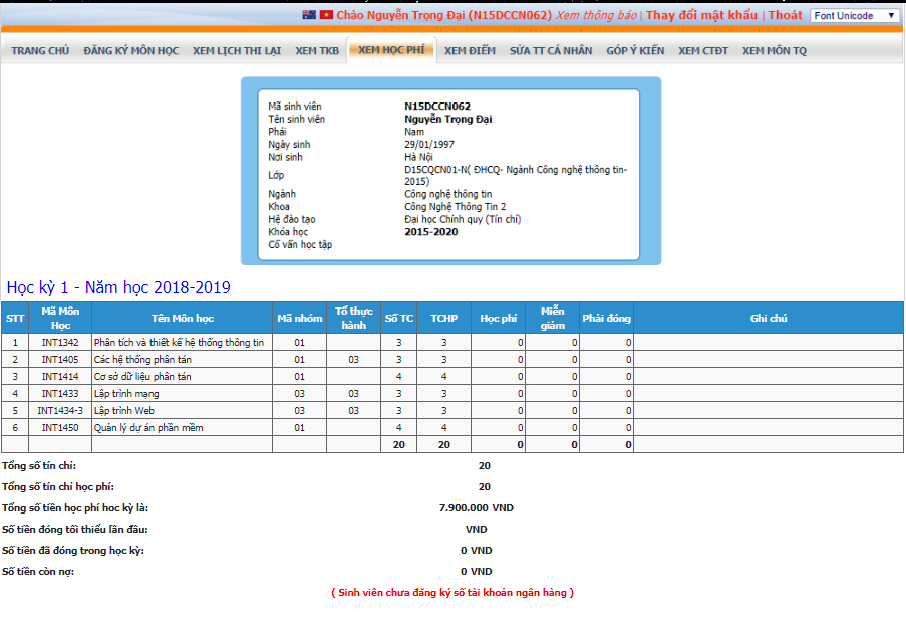 Chào Nguyễn Trọng Đại (N15DCCN062) Xem thông báo | Thay đổi mật khẩu | Thoát Font Unicode
TRANG CHỦ ĐĂNG KÝ MÔN HỌC XEM LỊCH THI LẠI XEM TKB XEM HỌC PHÍ XEM ĐIỂM SỬA TT CÁ NHÂN GÓP Ý KIẾN XEM CTĐT XEM MÔN TQ
Mã sinh viên N15DCCN062
Tên sinh viên Nguyễn Trọng Đại
Phái Nam
Ngày sinh 29/01/1997
Nơi sinh Hà Nội
Lớp D15CQCN01-N( ĐHCQ- Ngành Công nghệ thông tin-2015)
Ngành Công nghệ thông tin
Khoa Công Nghệ Thông Tin 2
Hệ đào tạo Đại học Chính quy (Tín chỉ)
Khóa học 2015-2020
Cố vấn học tập
Học kỳ 1 - Năm học 2018-2019
STT Mã Môn Học Tên Môn học Mã nhóm Tổ thực hành Số TC TCHP Học phí Miễn giảm Phải đóng Ghi chú
1 INT1342 Phân tích và thiết kế hệ thống thông tin 01 3 3 0 0 0
2 INT1405 Các hệ thống phân tán 01 03 3 3 0 0 0
3 INT1414 Cơ sở dữ liệu phân tán 01 4 4 0 0 0
4 INT1433 Lập trình mạng 03 03 3 3 0 0 0
5 INT1434-3 Lập trình Web 03 03 3 3 0 0 0
6 INT1450 Quản lý dự án phần mềm 01 4 4 0 0 0
20 20 0 0 0
Tổng số tín chỉ: 20
Tổng số tín chỉ học phí: 20
Tổng số tiền học phí hoc kỳ là: 7.900.000 VND
Số tiền đóng tối thiểu lần đầu: VND
Số tiền đã đóng trong học kỳ: 0 VND
Số tiền còn nợ: 0 VND
( Sinh viên chưa đăng ký số tài khoản ngân hàng )